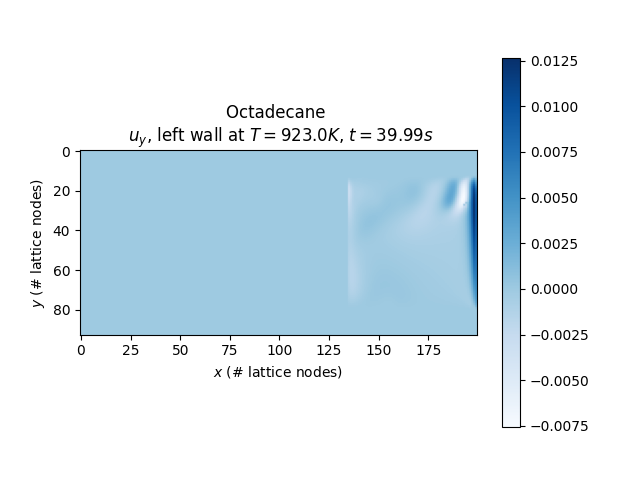 Octadecane
u_y, left wall at T = 923.0K, t = 39.99s
0
20
40
60
80
y (# lattice nodes)
0 25 50 75 100 125 150 175
x (# lattice nodes)
0.0125
0.0100
0.0075
0.0050
0.0025
0.0000
−0.0025
−0.0050
−0.0075